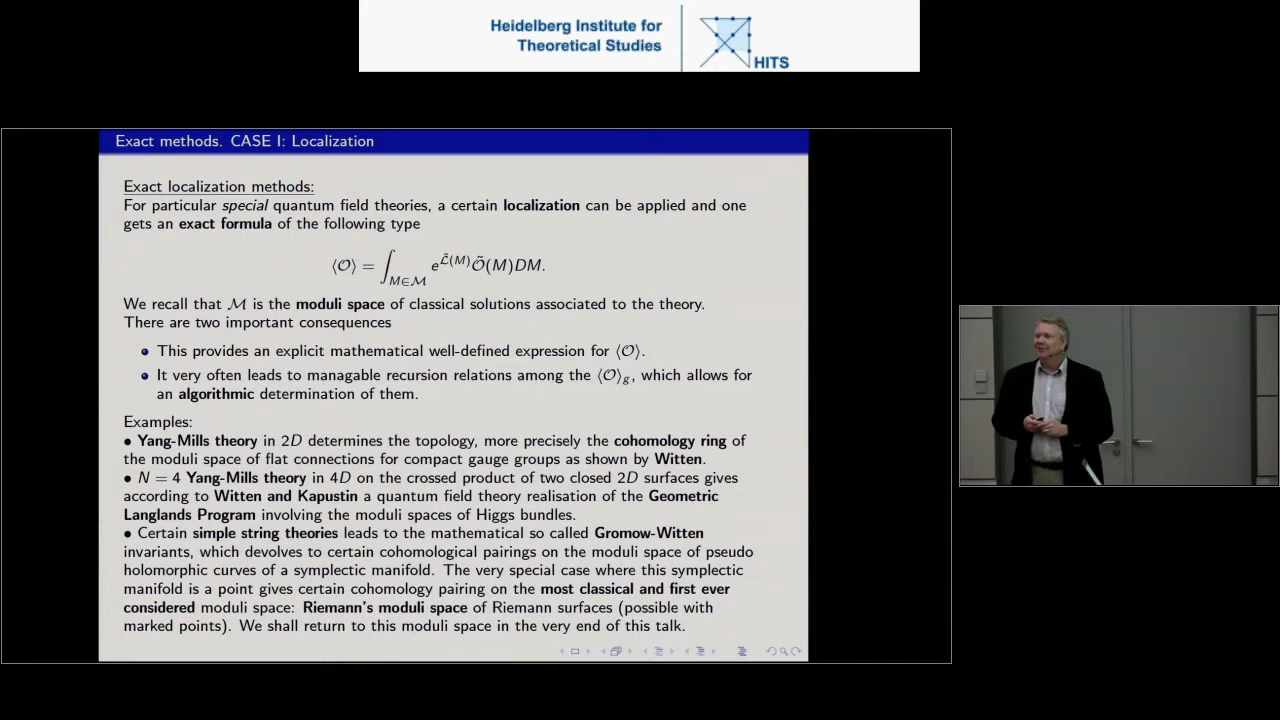 Heidelberg Institute for
Theoretical Studies
HITS
Exact methods. CASE I: Localization
Exact localization methods:
For particular special quantum field theories, a certain localization can be applied and one
gets an exact formula of the following type
⟨𝒪⟩ = ∫_{M∈ℳ} e^{ℒ̃(M)} 𝒪̃(M)DM.
We recall that ℳ is the moduli space of classical solutions associated to the theory.
There are two important consequences
• This provides an explicit mathematical well-defined expression for ⟨𝒪⟩.
• It very often leads to managable recursion relations among the ⟨𝒪⟩_g, which allows for
an algorithmic determination of them.
Examples:
• Yang-Mills theory in 2D determines the topology, more precisely the cohomology ring of
the moduli space of flat connections for compact gauge groups as shown by Witten.
• N = 4 Yang-Mills theory in 4D on the crossed product of two closed 2D surfaces gives
according to Witten and Kapustin a quantum field theory realisation of the Geometric
Langlands Program involving the moduli spaces of Higgs bundles.
• Certain simple string theories leads to the mathematical so called Gromow-Witten
invariants, which devolves to certain cohomological pairings on the moduli space of pseudo
holomorphic curves of a symplectic manifold. The very special case where this symplectic
manifold is a point gives certain cohomology pairing on the most classical and first ever
considered moduli space: Riemann's moduli space of Riemann surfaces (possible with
marked points). We shall return to this moduli space in the very end of this talk.